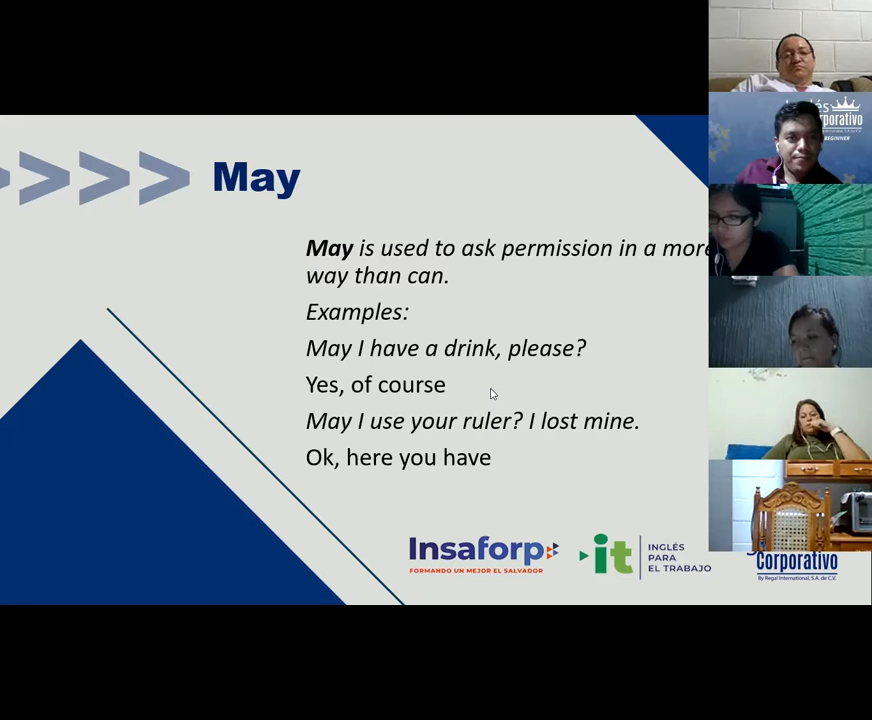 May
May is used to ask permission in a more
way than can.
Examples:
May I have a drink, please?
Yes, of course
May I use your ruler? I lost mine.
Ok, here you have
Insaforp
FORMANDO UN MEJOR EL SALVADOR
it
INGLÉS
PARA
EL TRABAJO
Corporativo
By Regal International, S.A. de C.V.
BEGINNER